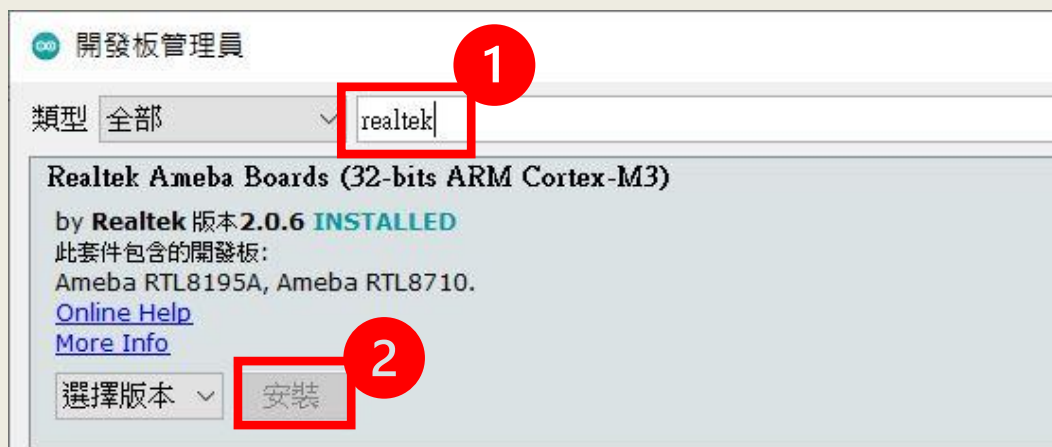 開發板管理員
1
類型 全部 realtek
Realtek Ameba Boards (32-bits ARM Cortex-M3)
by Realtek 版本2.0.6 INSTALLED
此套件包含的開發板:
Ameba RTL8195A, Ameba RTL8710.
Online Help
More Info
2
選擇版本 安裝